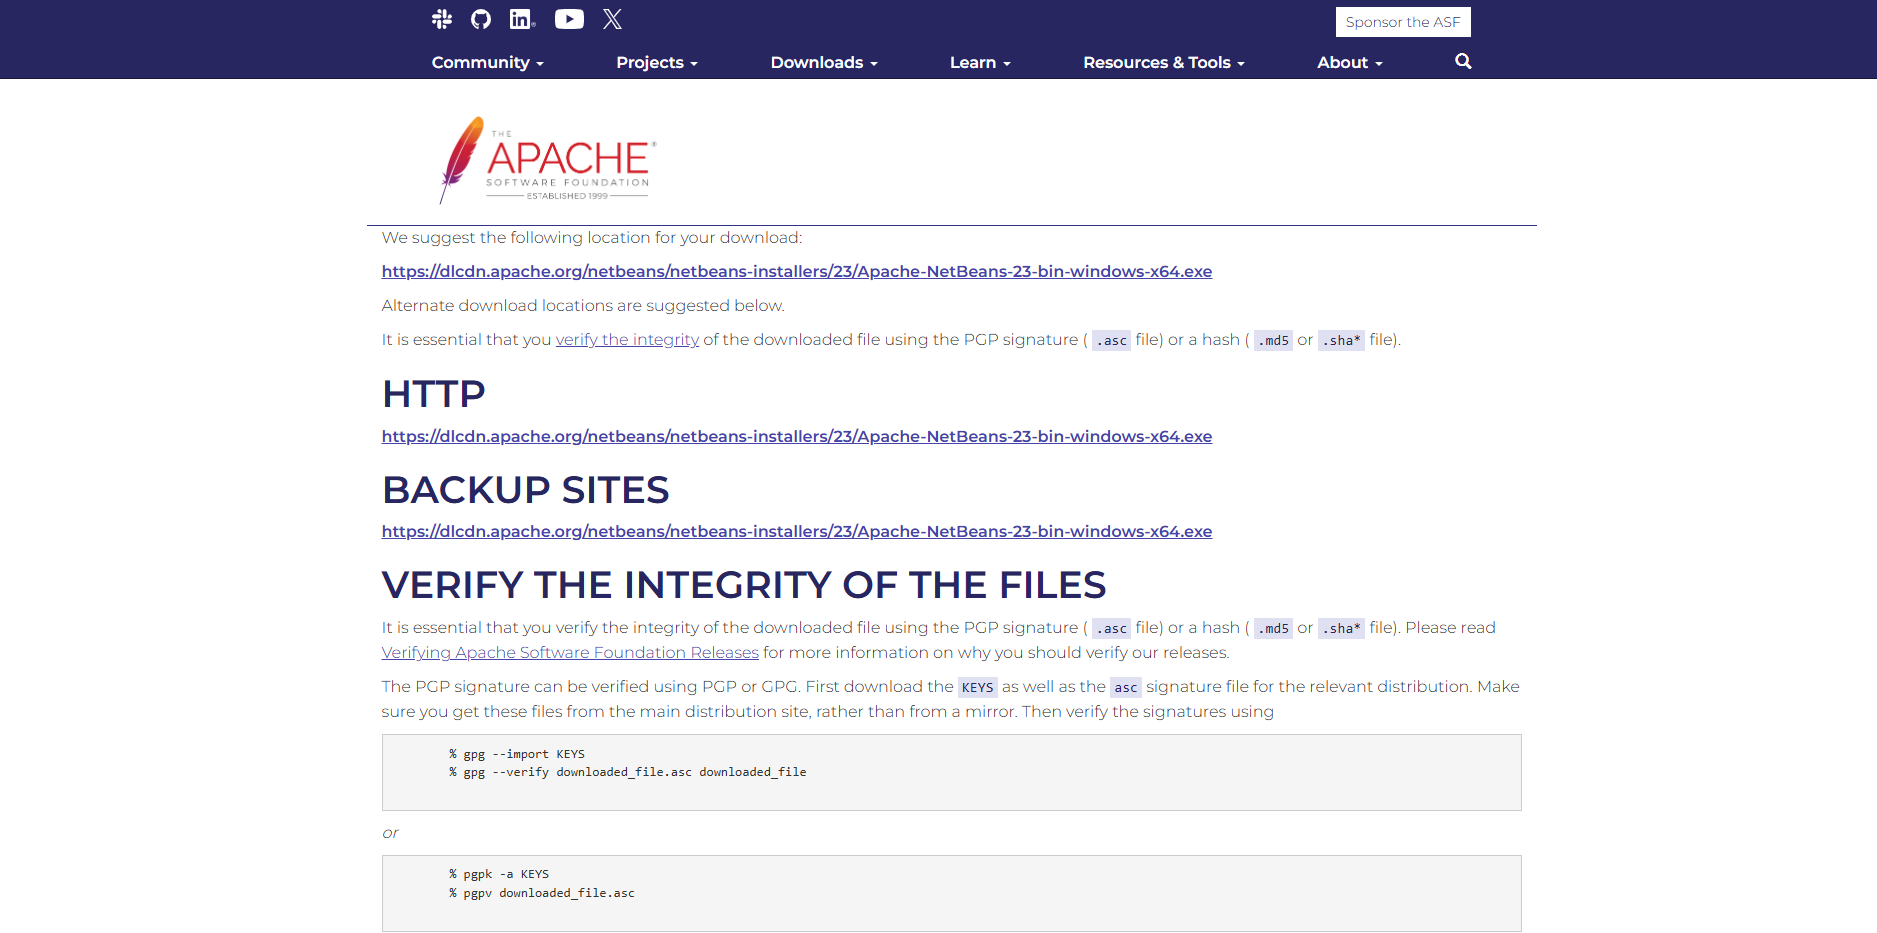 Sponsor the ASF
Community Projects Downloads Learn Resources & Tools About
THE
APACHE®
SOFTWARE FOUNDATION
ESTABLISHED 1999
We suggest the following location for your download:
https://dlcdn.apache.org/netbeans/netbeans-installers/23/Apache-NetBeans-23-bin-windows-x64.exe
Alternate download locations are suggested below.
It is essential that you verify the integrity of the downloaded file using the PGP signature ( .asc file) or a hash ( .md5 or .sha* file).
HTTP
https://dlcdn.apache.org/netbeans/netbeans-installers/23/Apache-NetBeans-23-bin-windows-x64.exe
BACKUP SITES
https://dlcdn.apache.org/netbeans/netbeans-installers/23/Apache-NetBeans-23-bin-windows-x64.exe
VERIFY THE INTEGRITY OF THE FILES
It is essential that you verify the integrity of the downloaded file using the PGP signature ( .asc file) or a hash ( .md5 or .sha* file). Please read
Verifying Apache Software Foundation Releases for more information on why you should verify our releases.
The PGP signature can be verified using PGP or GPG. First download the KEYS as well as the asc signature file for the relevant distribution. Make
sure you get these files from the main distribution site, rather than from a mirror. Then verify the signatures using
% gpg --import KEYS
% gpg --verify downloaded_file.asc downloaded_file
or
% pgpk -a KEYS
% pgpv downloaded_file.asc